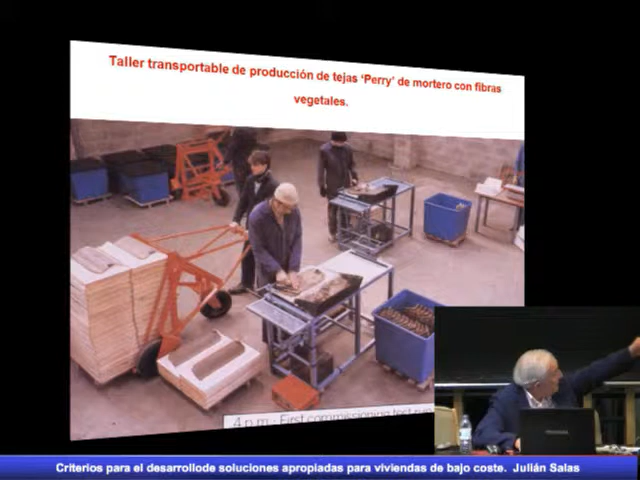 Taller transportable de producción de tejas ‘Perry’ de mortero con fibras
vegetales.
4 p.m.- First commissioning test run
Criterios para el desarrollode soluciones apropiadas para viviendas de bajo coste. Julián Salas